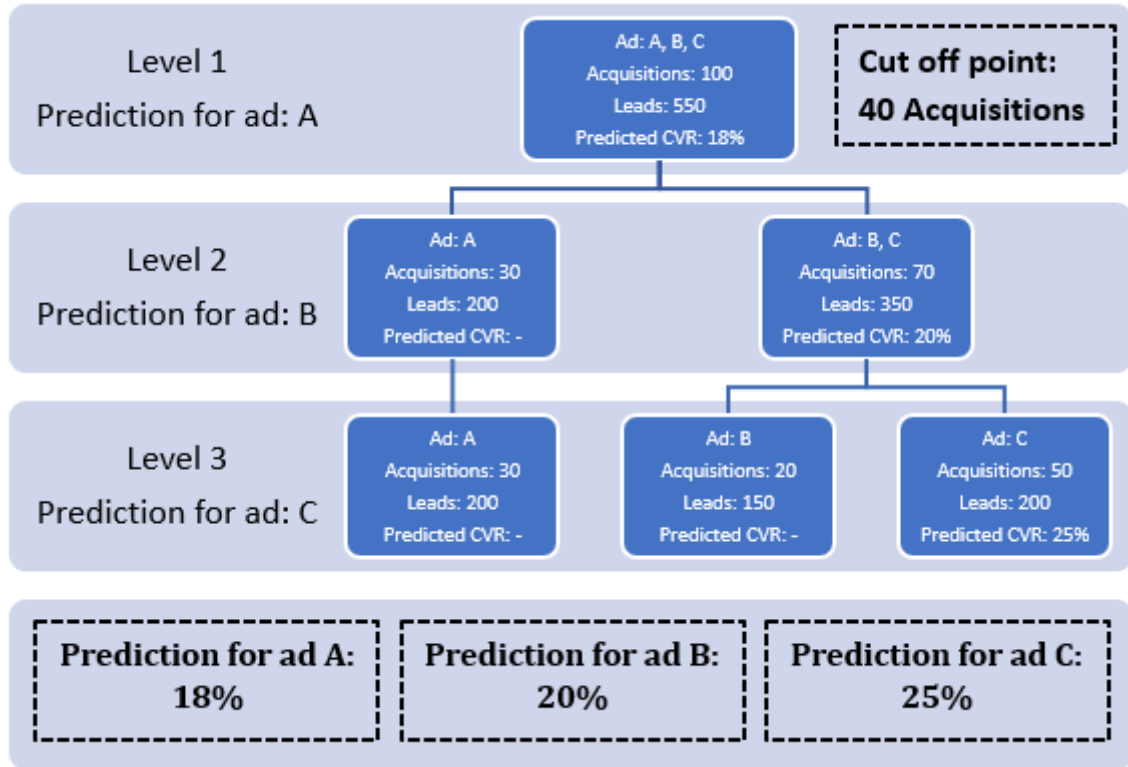 Level 1
Prediction for ad: A
Ad: A, B, C
Acquisitions: 100
Leads: 550
Predicted CVR: 18%
Cut off point:
40 Acquisitions
Level 2
Prediction for ad: B
Ad: A
Acquisitions: 30
Leads: 200
Predicted CVR: -
Ad: B, C
Acquisitions: 70
Leads: 350
Predicted CVR: 20%
Level 3
Prediction for ad: C
Ad: A
Acquisitions: 30
Leads: 200
Predicted CVR: -
Ad: B
Acquisitions: 20
Leads: 150
Predicted CVR: -
Ad: C
Acquisitions: 50
Leads: 200
Predicted CVR: 25%
Prediction for ad A:
18%
Prediction for ad B:
20%
Prediction for ad C:
25%